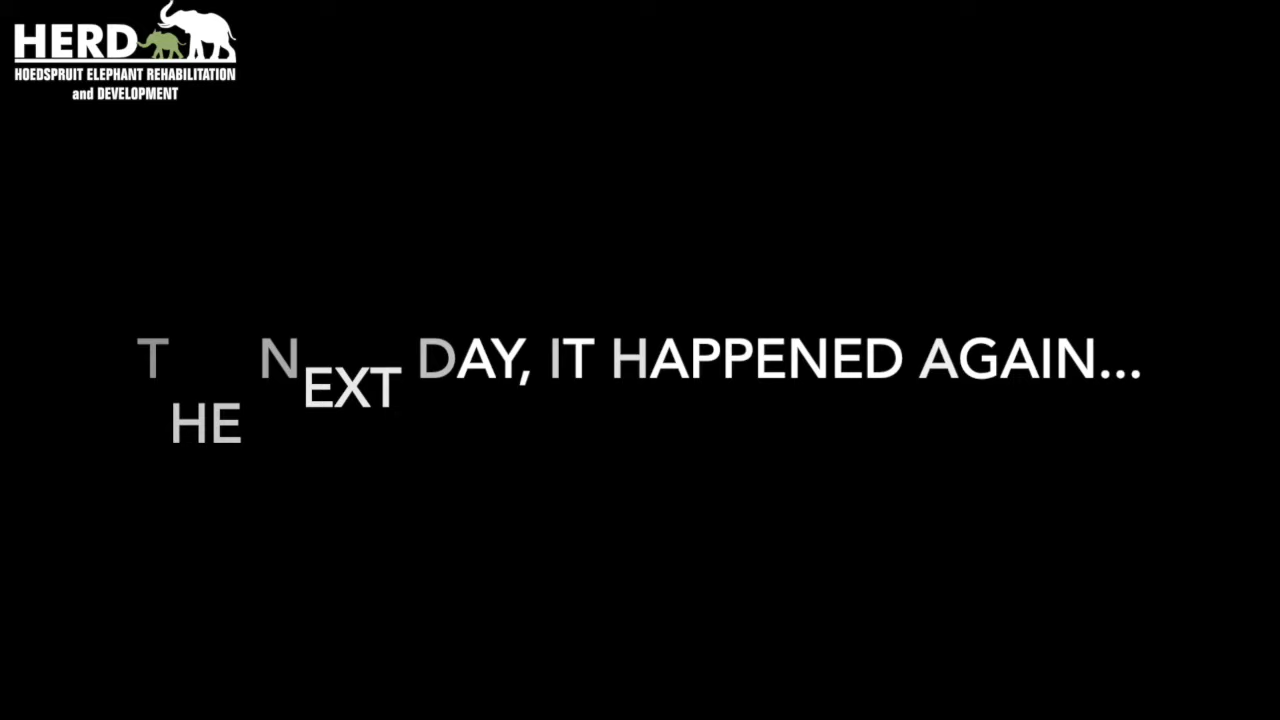 HERD
HOEDSPRUIT ELEPHANT REHABILITATION
and DEVELOPMENT
THE NEXT DAY, IT HAPPENED AGAIN...